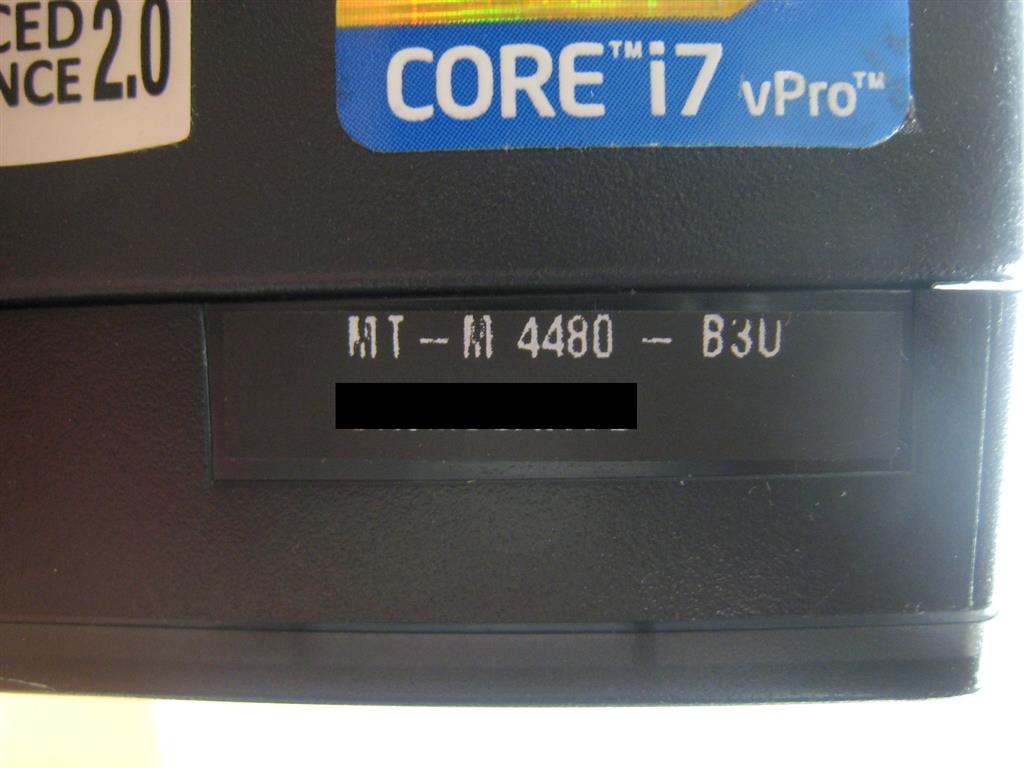 CED
NCE 2.0
CORE™ i7 vPro™
MT-M 4480 - B3U